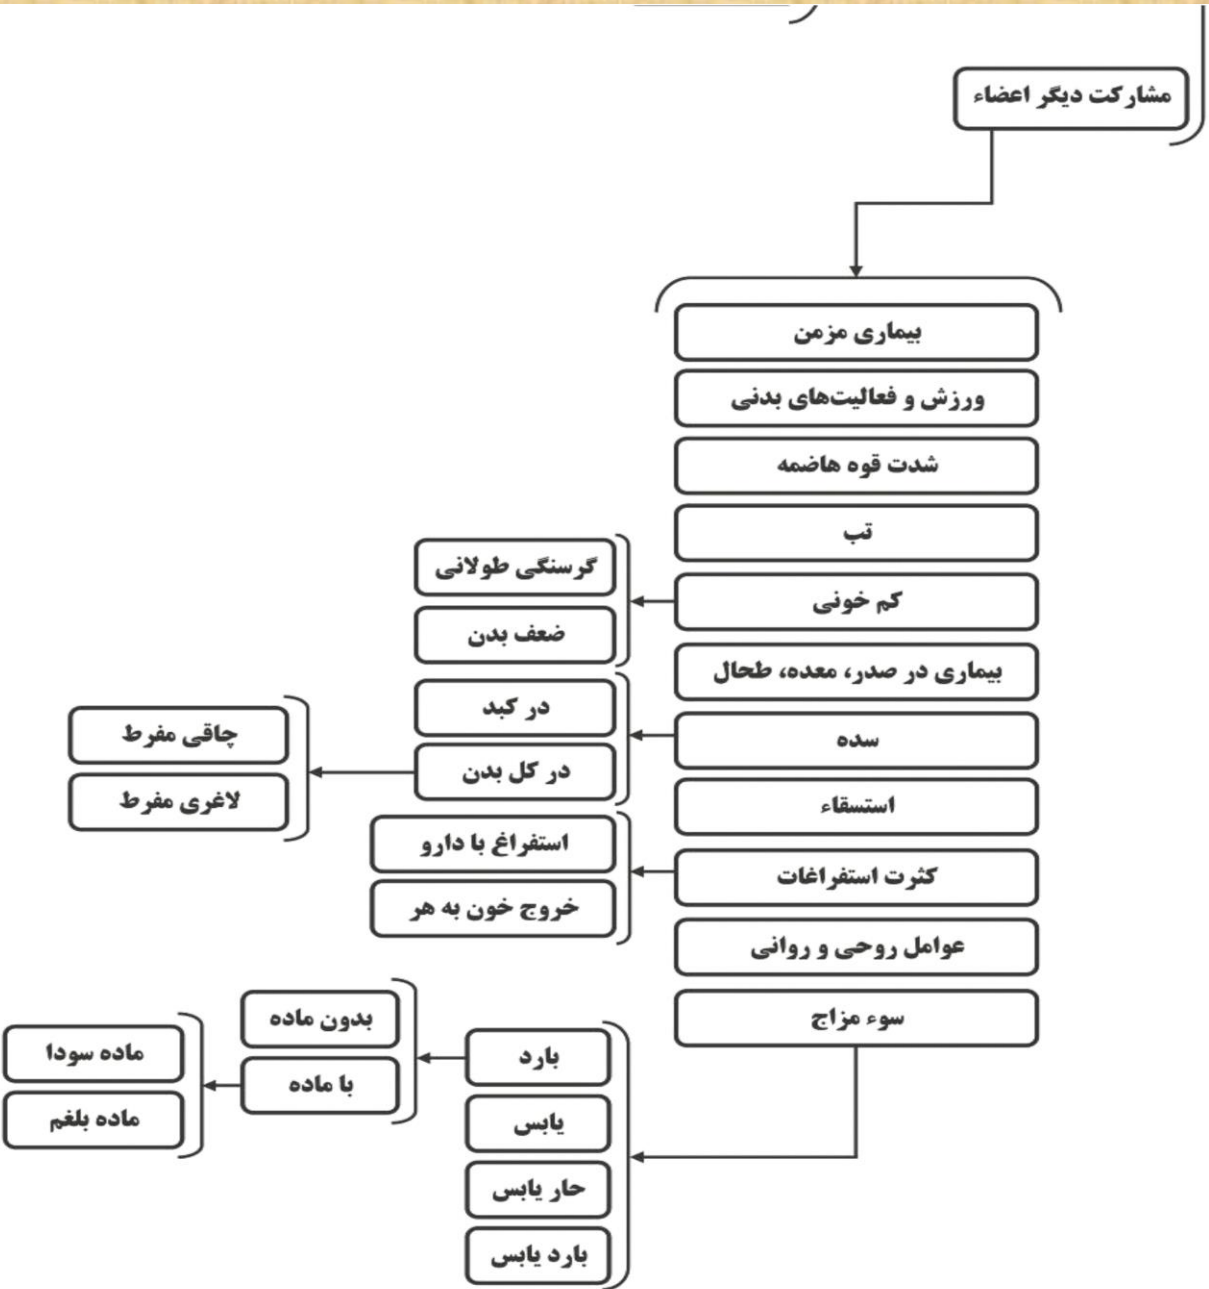 مشارکت دیگر اعضاء
بیماری مزمن
ورزش و فعالیت‌های بدنی
شدت قوه هاضمه
تب
کم خونی
گرسنگی طولانی
ضعف بدن
بیماری در صدر، معده، طحال
سده
در کبد
در کل بدن
چاقی مفرط
لاغری مفرط
استسقاء
کثرت استفراغات
استفراغ با دارو
خروج خون به هر
عوامل روحی و روانی
سوء مزاج
بارد
یابس
حار یابس
بارد یابس
بدون ماده
با ماده
ماده سودا
ماده بلغم